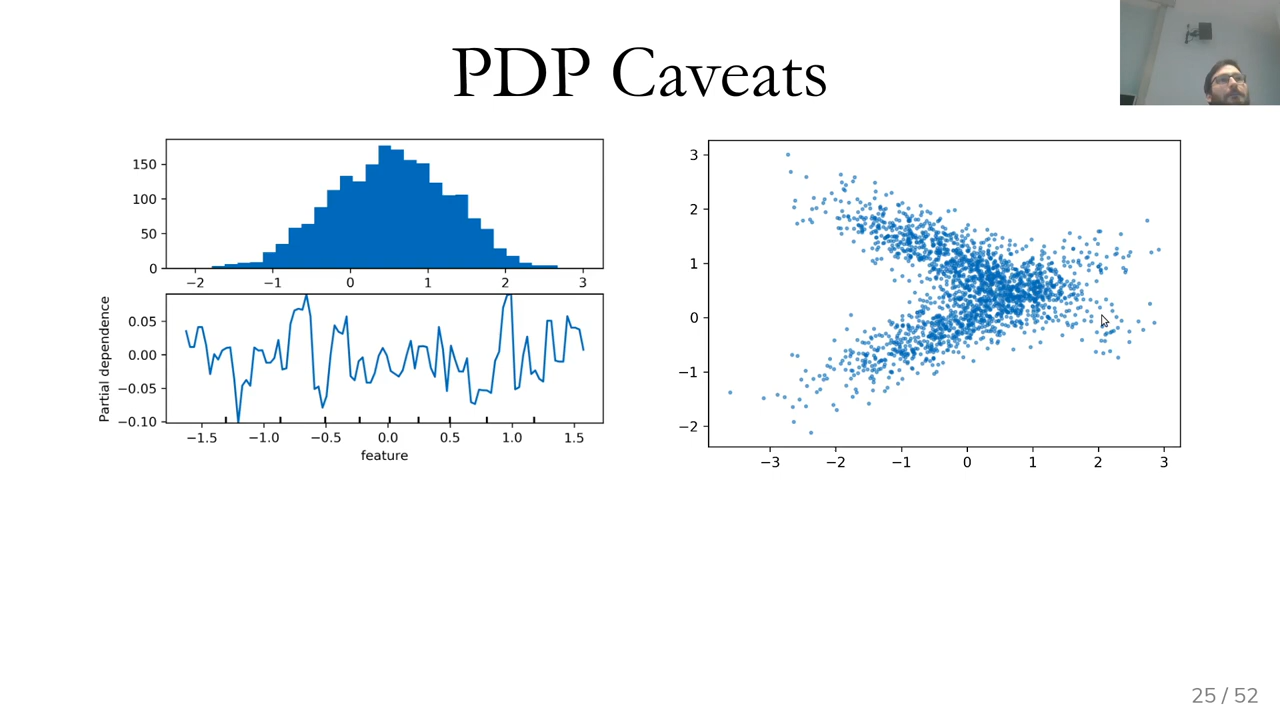 PDP Caveats
150
100
50
0
−2 −1 0 1 2 3
Partial dependence
0.05
0.00
−0.05
−0.10
−1.5 −1.0 −0.5 0.0 0.5 1.0 1.5
feature
3
2
1
0
−1
−2
−3 −2 −1 0 1 2 3
25 / 52